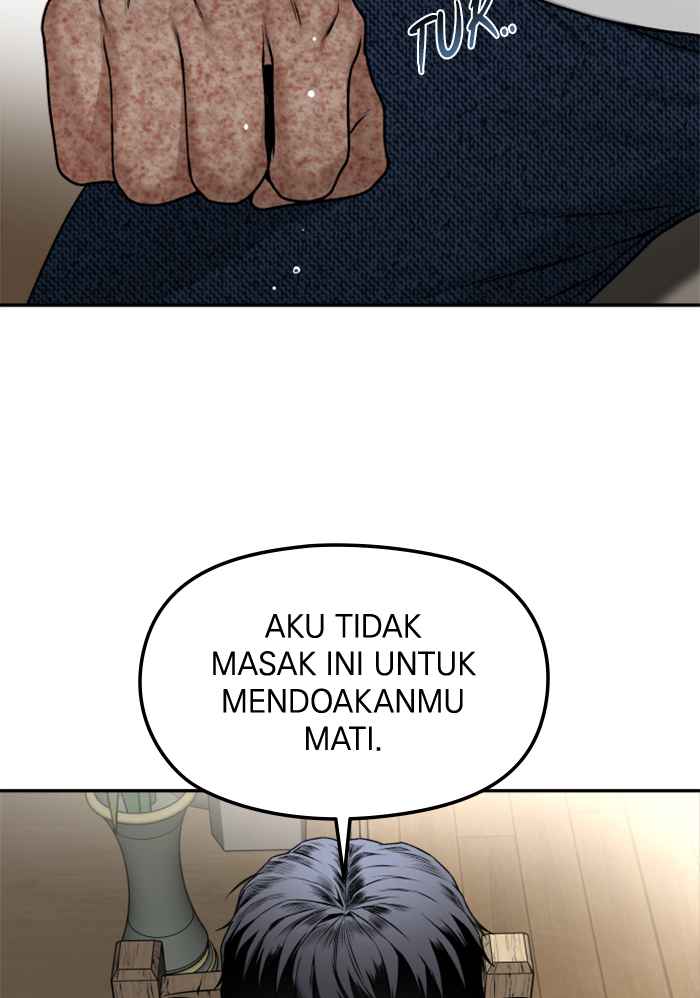 TUK..
AKU TIDAK
MASAK INI UNTUK
MENDOAKANMU
MATI.